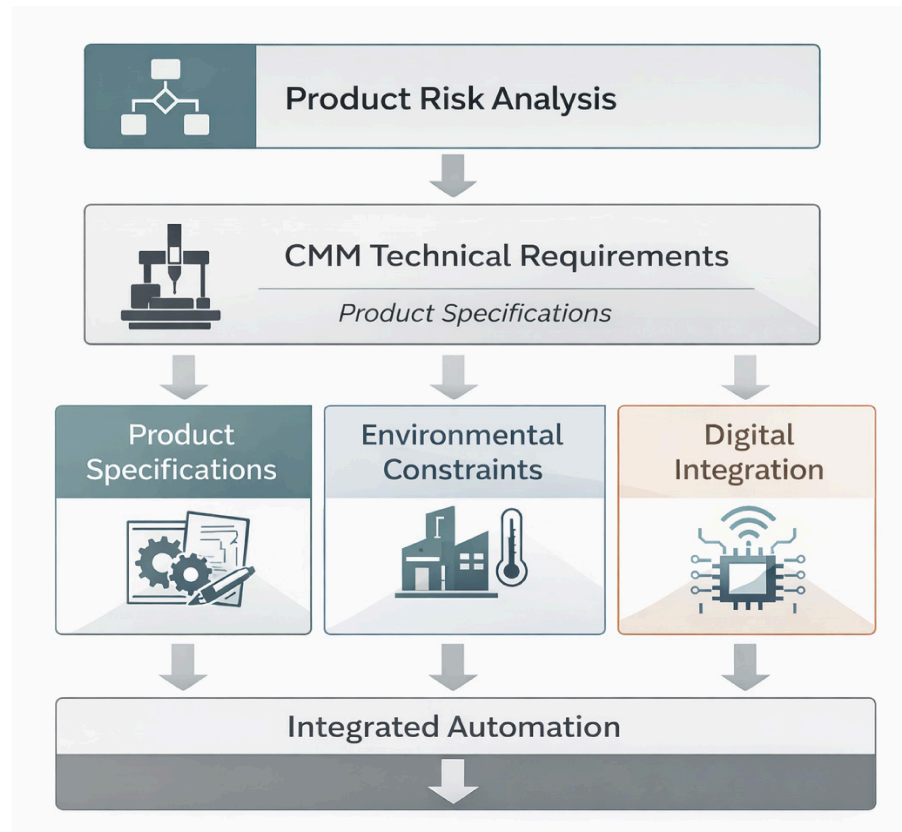 Product Risk Analysis
CMM Technical Requirements
Product Specifications
Product
Specifications
Environmental
Constraints
Digital
Integration
Integrated Automation